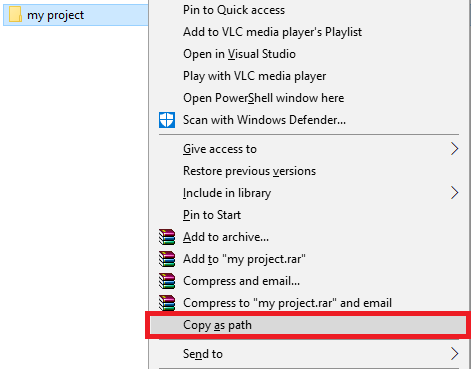 my project
Pin to Quick access
Add to VLC media player's Playlist
Open in Visual Studio
Play with VLC media player
Open PowerShell window here
Scan with Windows Defender...
Give access to
Restore previous versions
Include in library
Pin to Start
Add to archive...
Add to "my project.rar"
Compress and email...
Compress to "my project.rar" and email
Copy as path
Send to